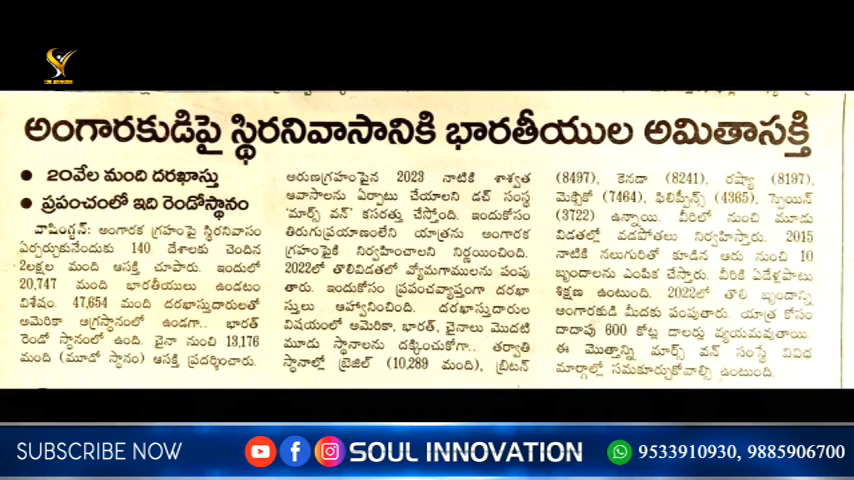 అంగారకుడిపై స్థిరనివాసానికి భారతీయుల అమితాసక్తి
● 20వేల మంది దరఖాస్తు
● ప్రపంచంలో ఇది రెండోస్థానం
వాషింగ్టన్: అంగారక గ్రహంపై స్థిరనివాసం
ఏర్పర్చుకునేందుకు 140 దేశాలకు చెందిన
2లక్షల మంది ఆసక్తి చూపారు. ఇందులో
20,747 మంది భారతీయులు ఉండటం
విశేషం. 47,654 మంది దరఖాస్తుదారులతో
అమెరికా ఆగ్రస్థానంలో ఉండగా.. భారత్
రెండో స్థానంలో ఉంది. చైనా నుంచి 13,176
మంది (మూడో స్థానం) ఆసక్తి ప్రదర్శించారు.
అరుణగ్రహంపైన 2023 నాటికి శాశ్వత
ఆవాసాలను ఏర్పాటు చేయాలని డచ్ సంస్థ
'మార్స్ వన్' కసరత్తు చేస్తోంది. ఇందుకోసం
తిరుగుప్రయాణంలేని యాత్రను అంగారక
గ్రహంపైకి నిర్వహించాలని నిర్ణయించింది.
2022లో తొలివిడతలో వ్యోమగాములను పంపు
తారు. ఇందుకోసం ప్రపంచవ్యాప్తంగా దరఖా
స్తులు ఆహ్వానించింది. దరఖాస్తుదారుల
విషయంలో అమెరికా, భారత్, చైనాలు మొదటి
మూడు స్థానాలను దక్కించుకోగా.. తర్వాతి
స్థానాల్లో బ్రెజిల్ (10,289 మంది), బ్రిటన్
(8497), కెనడా (8241), రష్యా (8197),
మెక్సికో (7464), ఫిలిప్పీన్స్ (4365), స్పెయిన్
(3722) ఉన్నాయి. వీరిలో నుంచి మూడు
విడతల్లో వడపోతలు నిర్వహిస్తారు. 2015
నాటికి నలుగురితో కూడిన ఆరు నుంచి 10
బృందాలను ఎంపిక చేస్తారు. వీరికి ఏడేళ్లపాటు
శిక్షణ ఉంటుంది. 2022లో తొలి బృందాన్ని
అంగారకుడి మీదకు పంపుతారు. యాత్ర కోసం
దాదాపు 600 కోట్ల డాలర్లు వ్యయమవుతాయి.
ఈ మొత్తాన్ని మార్స్ వన్ సంస్థే వివిధ
మార్గాల్లో సమకూర్చుకోవాల్సి ఉంటుంది.
SUBSCRIBE NOW
SOUL INNOVATION
9533910930, 9885906700